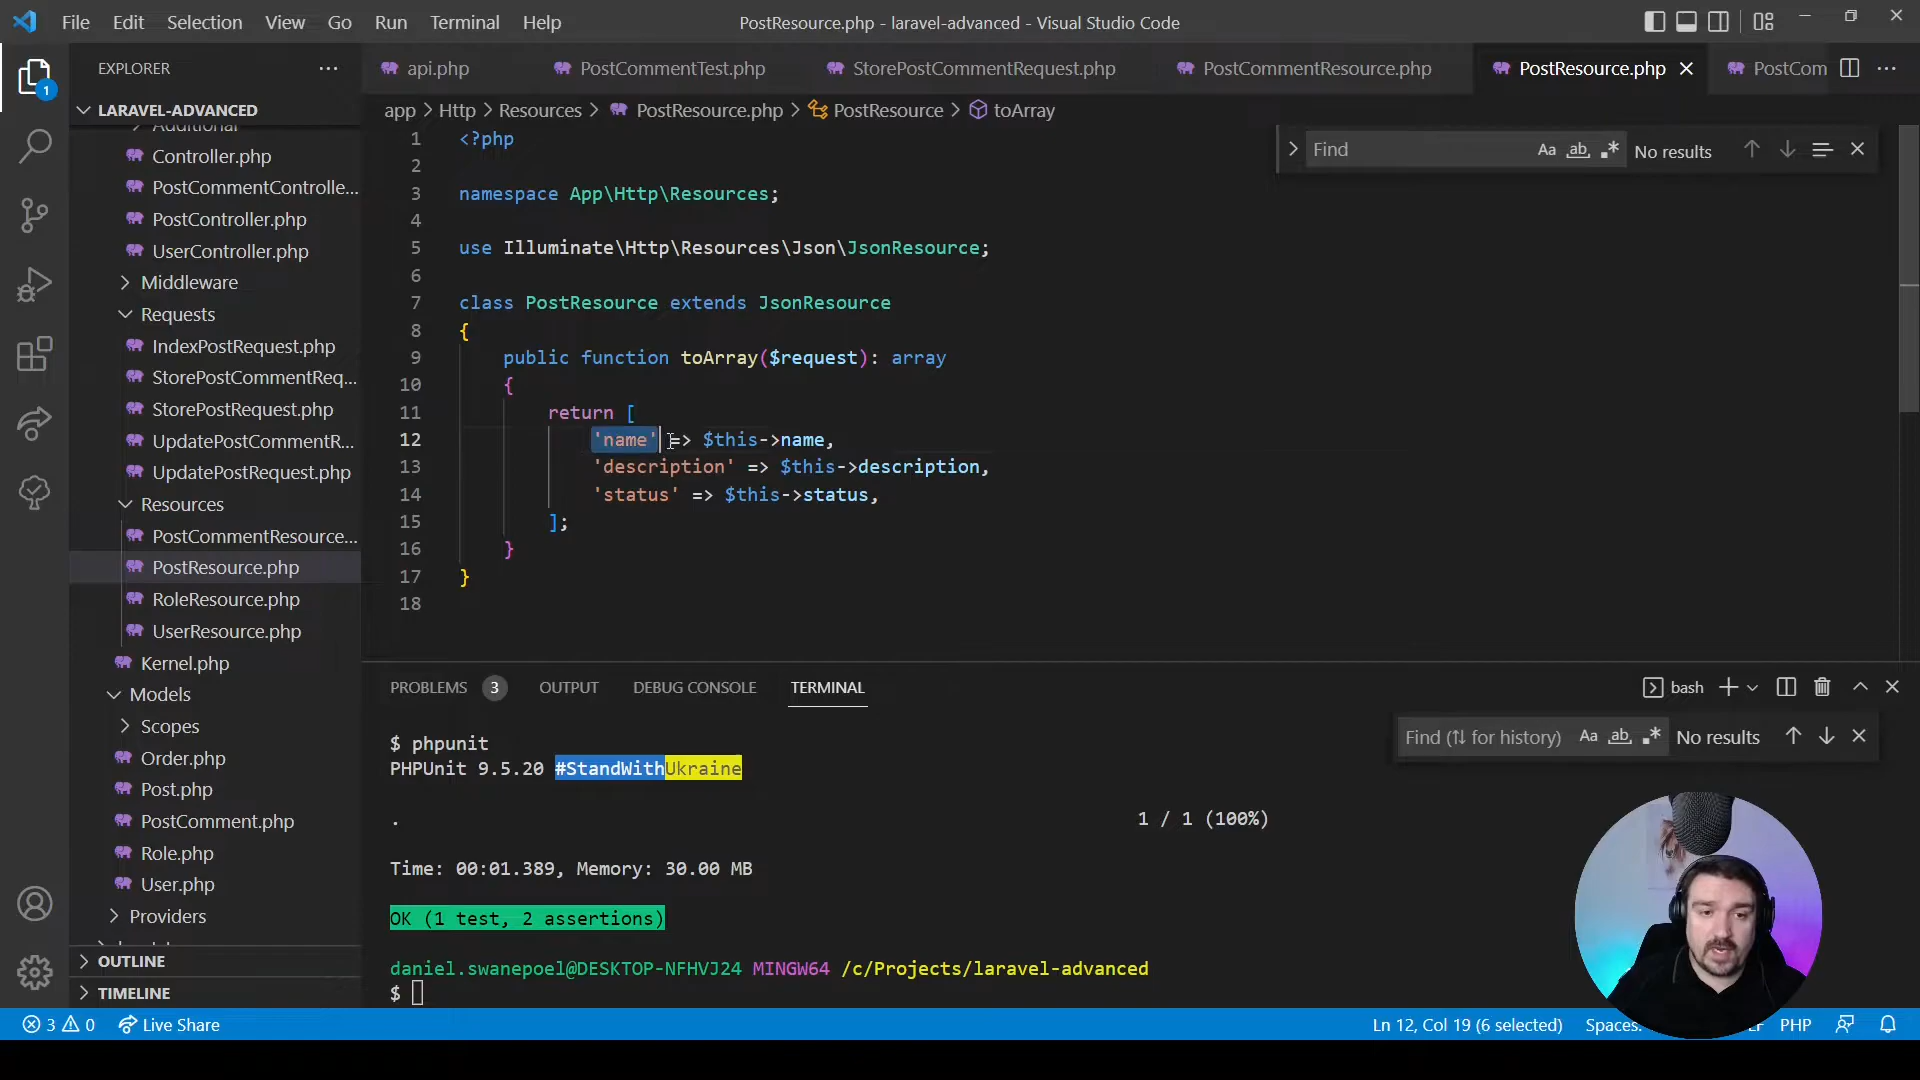 File Edit Selection View Go Run Terminal Help
PostResource.php - laravel-advanced - Visual Studio Code
EXPLORER
api.php PostCommentTest.php StorePostCommentRequest.php PostCommentResource.php PostResource.php PostCom
1
LARAVEL-ADVANCED
Additional
Controller.php
PostCommentControlle...
PostController.php
UserController.php
Middleware
Requests
IndexPostRequest.php
StorePostCommentReq...
StorePostRequest.php
UpdatePostCommentR...
UpdatePostRequest.php
Resources
PostCommentResource...
PostResource.php
RoleResource.php
UserResource.php
Kernel.php
Models
Scopes
Order.php
Post.php
PostComment.php
Role.php
User.php
Providers
OUTLINE
TIMELINE
app > Http > Resources > PostResource.php > PostResource > toArray
Find Aa ab .* No results
1 <?php
2
3 namespace App\Http\Resources;
4
5 use Illuminate\Http\Resources\Json\JsonResource;
6
7 class PostResource extends JsonResource
8 {
9 public function toArray($request): array
10 {
11 return [
12 'name' => $this->name,
13 'description' => $this->description,
14 'status' => $this->status,
15 ];
16 }
17 }
18
PROBLEMS 3 OUTPUT DEBUG CONSOLE TERMINAL
bash
Find (⇅ for history) Aa ab .* No results
$ phpunit
PHPUnit 9.5.20 #StandWithUkraine
. 1 / 1 (100%)
Time: 00:01.389, Memory: 30.00 MB
OK (1 test, 2 assertions)
daniel.swanepoel@DESKTOP-NFHVJ24 MINGW64 /c/Projects/laravel-advanced
$
3 0 Live Share
Ln 12, Col 19 (6 selected) Spaces: PHP